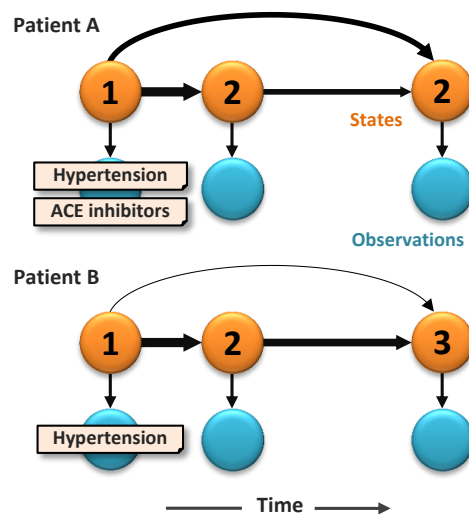 Patient A
1
2
2
States
Hypertension
ACE inhibitors
Observations
Patient B
1
2
3
Hypertension
Time